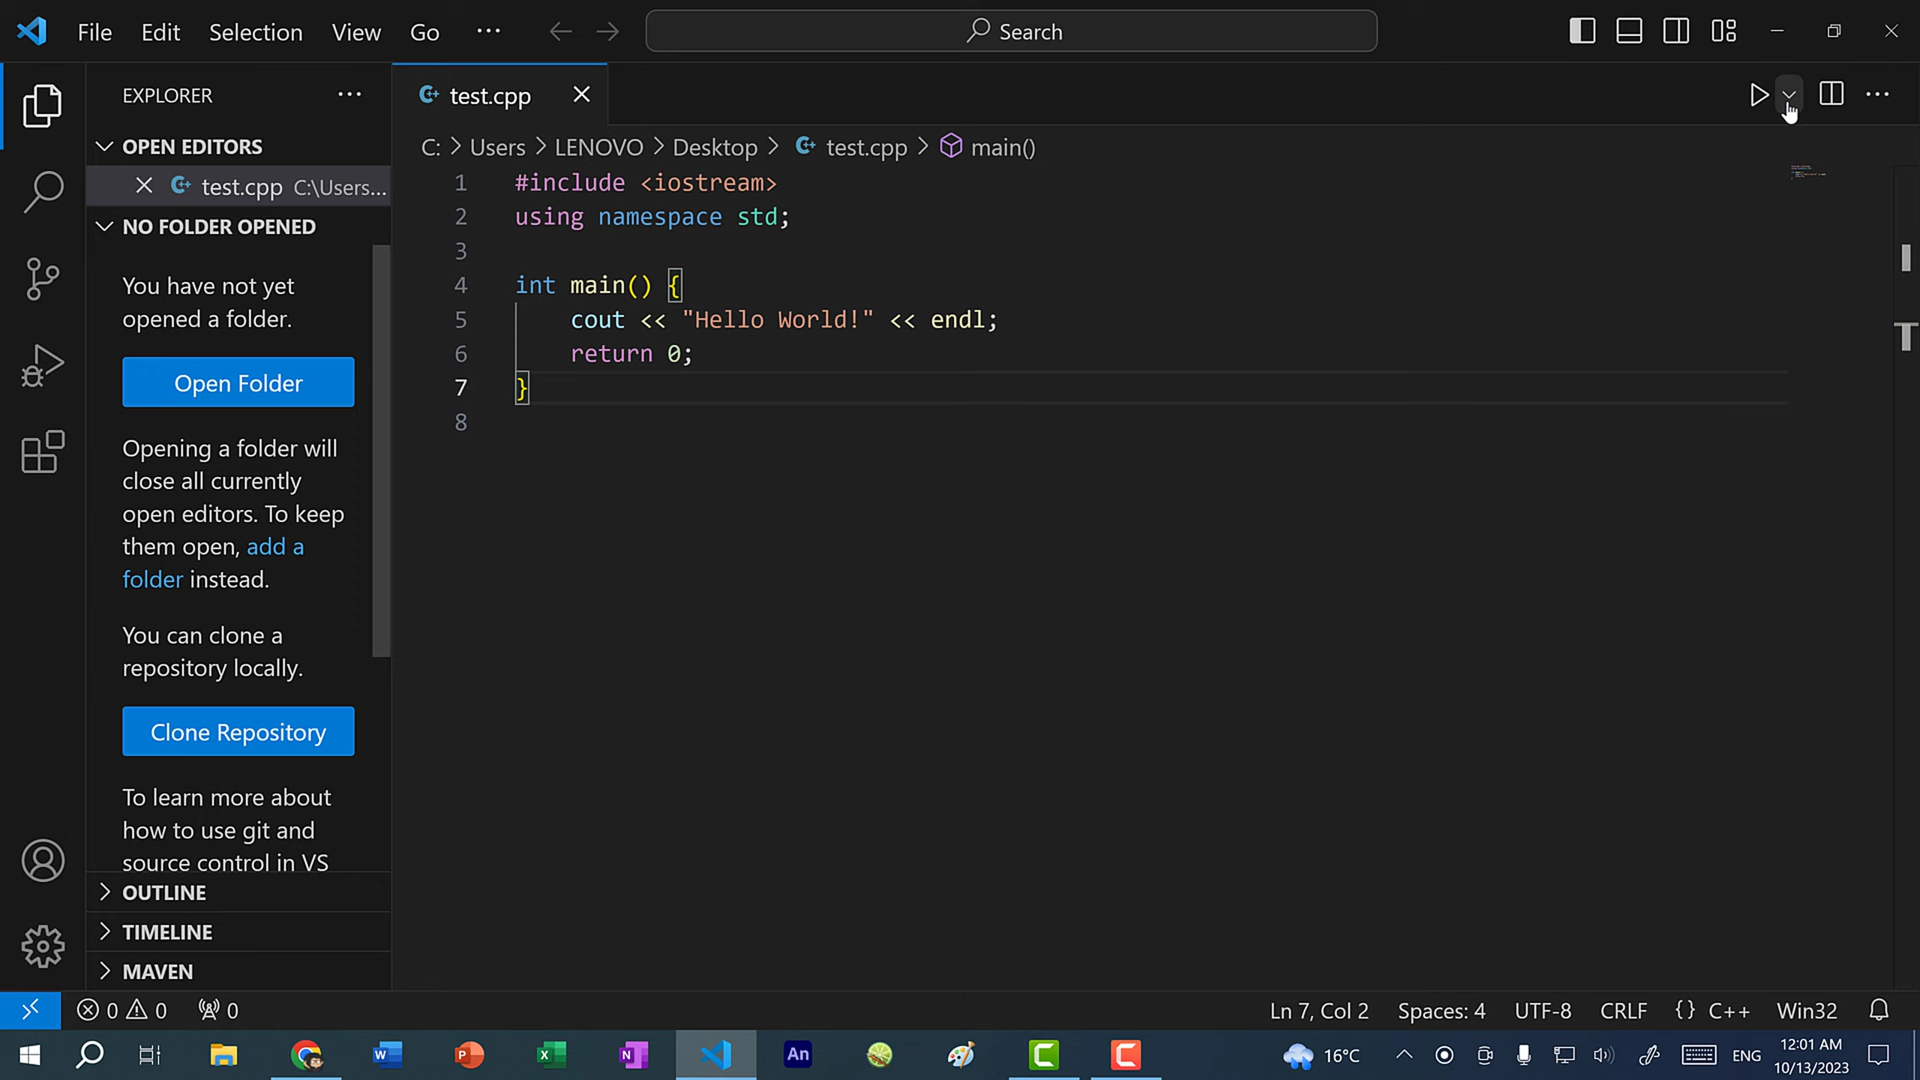 File Edit Selection View Go ... Search
EXPLORER ...
test.cpp
OPEN EDITORS
C: > Users > LENOVO > Desktop > test.cpp > main()
test.cpp C:\Users...
NO FOLDER OPENED
You have not yet
opened a folder.
Open Folder
Opening a folder will
close all currently
open editors. To keep
them open, add a
folder instead.
You can clone a
repository locally.
Clone Repository
To learn more about
how to use git and
source control in VS
OUTLINE
TIMELINE
MAVEN
1 #include <iostream>
2 using namespace std;
3
4 int main() {
5 cout << "Hello World!" << endl;
6 return 0;
7 }
8
0 0 0 Ln 7, Col 2 Spaces: 4 UTF-8 CRLF {} C++ Win32
W P X N An C C 16°C ENG 12:01 AM
10/13/2023